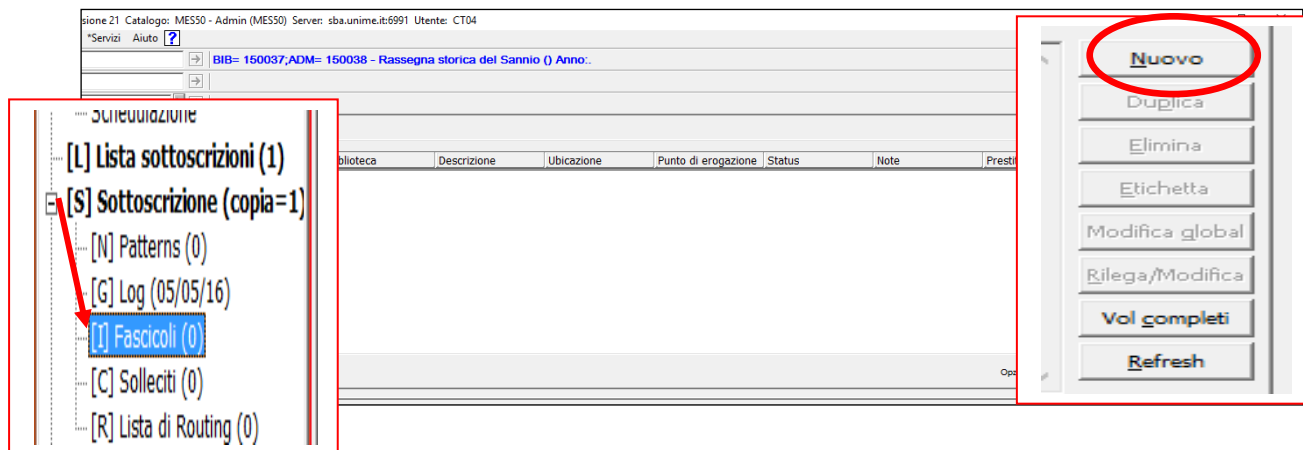 sione 21 Catalogo: MES50 - Admin (MES50) Server: sba.unime.it:6991 Utente: CT04
*Servizi Aiuto ?
BIB= 150037;ADM= 150038 - Rassegna storica del Sannio () Anno:.
blioteca Descrizione Ubicazione Punto di erogazione Status Note Prestit
Schedulazione
[L] Lista sottoscrizioni (1)
[S] Sottoscrizione (copia=1)
[N] Patterns (0)
[G] Log (05/05/16)
[I] Fascicoli (0)
[C] Solleciti (0)
[R] Lista di Routing (0)
Nuovo
Duplica
Elimina
Etichetta
Modifica global
Rilega/Modifica
Vol completi
Refresh